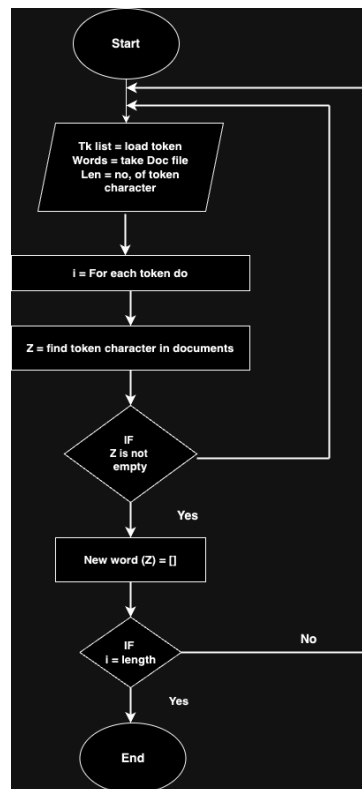 Start
Tk list = load token
Words = take Doc file
Len = no, of token
character
i = For each token do
Z = find token character in documents
IF
Z is not
empty
Yes
New word (Z) = []
IF
i = length
No
Yes
End